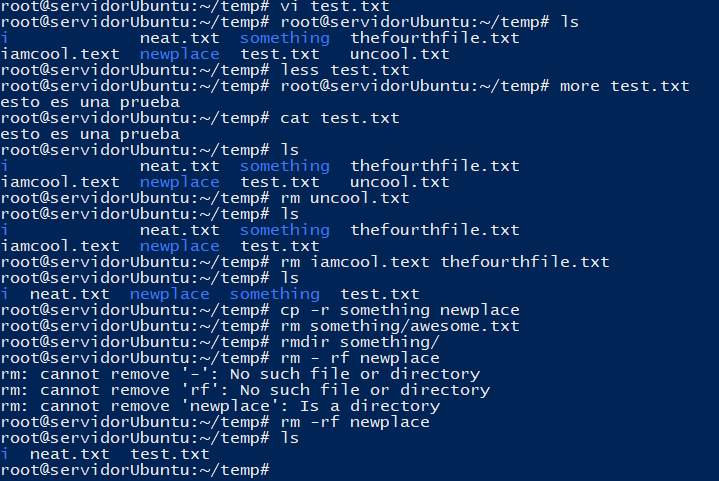 root@servidorUbuntu:~/temp# vi test.txt
root@servidorUbuntu:~/temp# root@servidorUbuntu:~/temp# ls
i             neat.txt  something  thefourthfile.txt
iamcool.text  newplace  test.txt   uncool.txt
root@servidorUbuntu:~/temp# less test.txt
root@servidorUbuntu:~/temp# root@servidorUbuntu:~/temp# more test.txt
esto es una prueba
root@servidorUbuntu:~/temp# cat test.txt
esto es una prueba
root@servidorUbuntu:~/temp# ls
i             neat.txt  something  thefourthfile.txt
iamcool.text  newplace  test.txt   uncool.txt
root@servidorUbuntu:~/temp# rm uncool.txt
root@servidorUbuntu:~/temp# ls
i             neat.txt  something  thefourthfile.txt
iamcool.text  newplace  test.txt
root@servidorUbuntu:~/temp# rm iamcool.text thefourthfile.txt
root@servidorUbuntu:~/temp# ls
i  neat.txt  newplace  something  test.txt
root@servidorUbuntu:~/temp# cp -r something newplace
root@servidorUbuntu:~/temp# rm something/awesome.txt
root@servidorUbuntu:~/temp# rmdir something/
root@servidorUbuntu:~/temp# rm - rf newplace
rm: cannot remove '-': No such file or directory
rm: cannot remove 'rf': No such file or directory
rm: cannot remove 'newplace': Is a directory
root@servidorUbuntu:~/temp# rm -rf newplace
root@servidorUbuntu:~/temp# ls
i  neat.txt  test.txt
root@servidorUbuntu:~/temp#